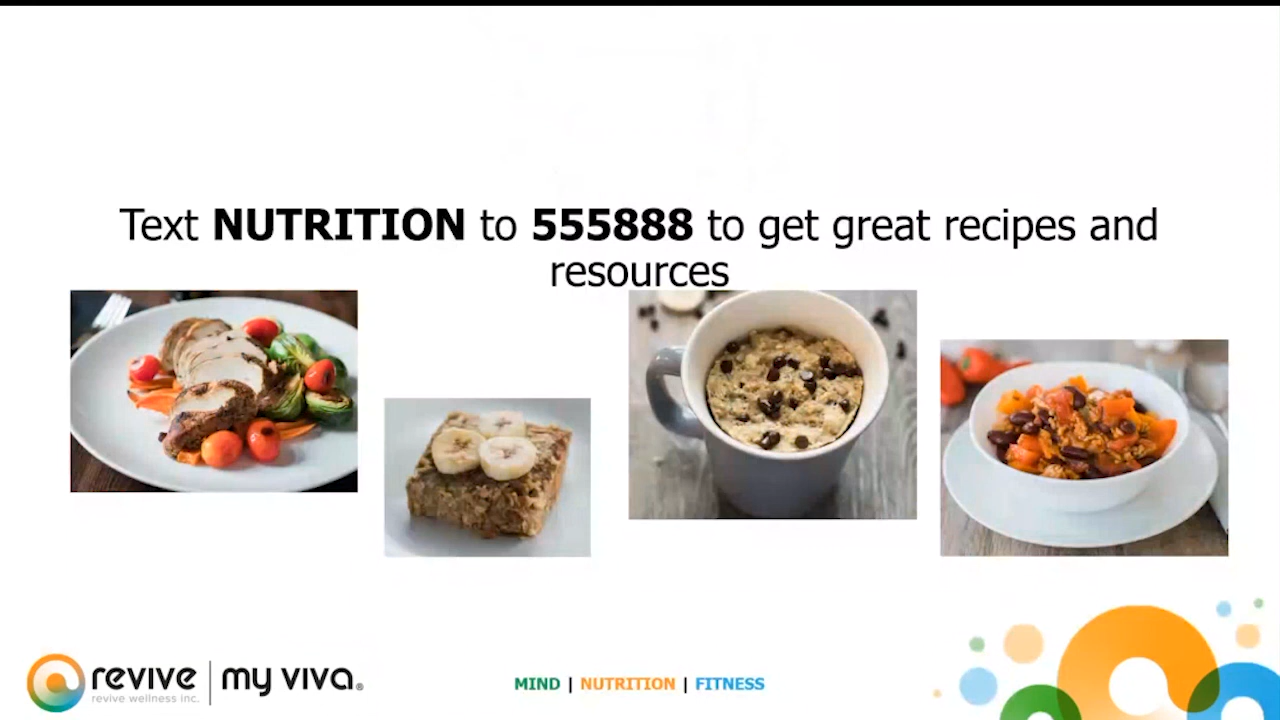 Text NUTRITION to 555888 to get great recipes and
resources
revive | my viva®
revive wellness inc.
MIND | NUTRITION | FITNESS